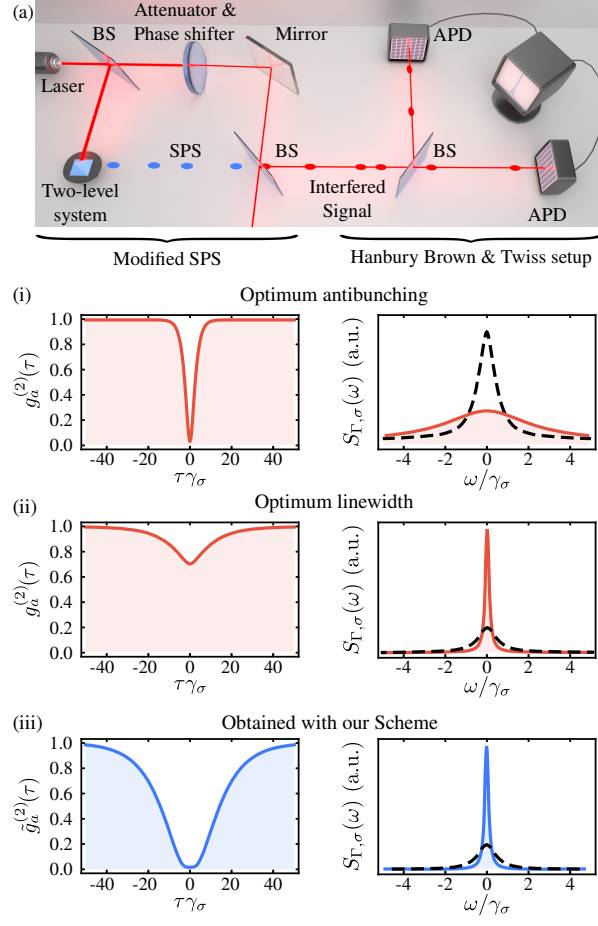 (a)
Attenuator &
Phase shifter
BS
Mirror
APD
Laser
SPS
BS
BS
Two-level
system
Interfered
Signal
APD
Modified SPS
Hanbury Brown & Twiss setup
(i)
Optimum antibunching
g_a^{(2)}(τ)
1.0
0.8
0.6
0.4
0.2
0.0
-40 -20 0 20 40
τγ_σ
S_{Γ,σ}(ω) (a.u.)
-4 -2 0 2 4
ω/γ_σ
(ii)
Optimum linewidth
g_a^{(2)}(τ)
1.0
0.8
0.6
0.4
0.2
0.0
-40 -20 0 20 40
τγ_σ
S_{Γ,σ}(ω) (a.u.)
-4 -2 0 2 4
ω/γ_σ
(iii)
Obtained with our Scheme
g̃_a^{(2)}(τ)
1.0
0.8
0.6
0.4
0.2
0.0
-40 -20 0 20 40
τγ_σ
S_{Γ,σ}(ω) (a.u.)
-4 -2 0 2 4
ω/γ_σ